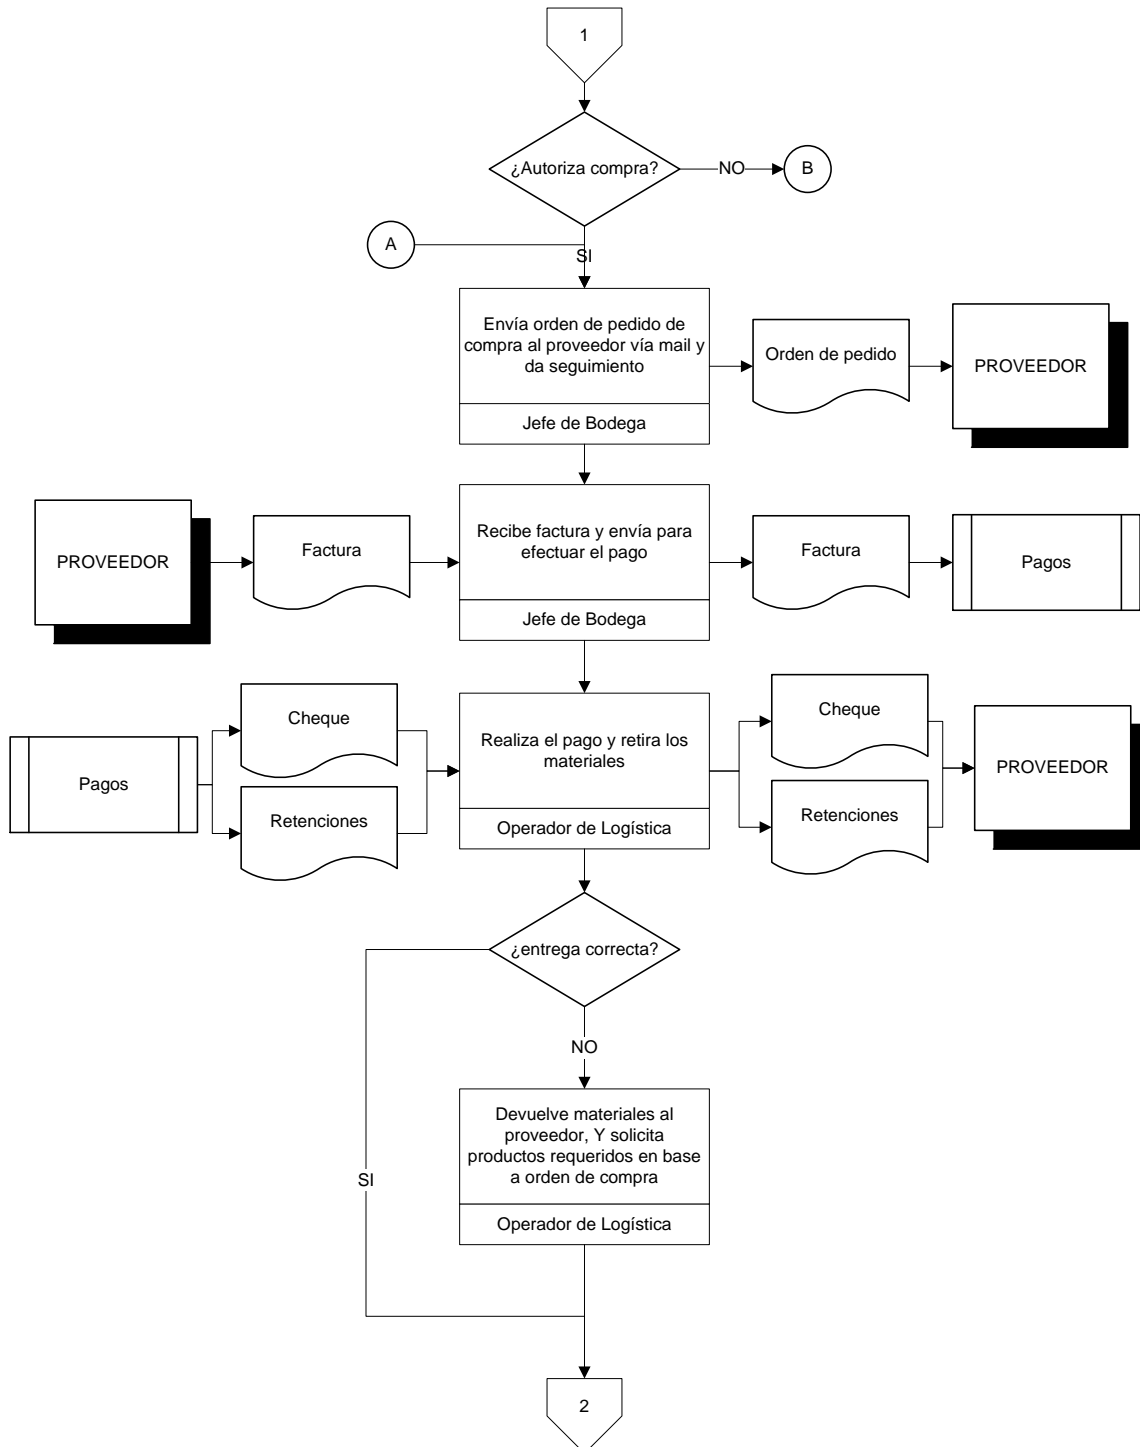 1
¿Autoriza compra?
NO
B
A
SI
Envía orden de pedido de
compra al proveedor vía mail y
da seguimiento
Jefe de Bodega
Orden de pedido
PROVEEDOR
PROVEEDOR
Factura
Recibe factura y envía para
efectuar el pago
Jefe de Bodega
Factura
Pagos
Pagos
Cheque
Retenciones
Realiza el pago y retira los
materiales
Operador de Logística
Cheque
Retenciones
PROVEEDOR
¿entrega correcta?
NO
Devuelve materiales al
proveedor, Y solicita
productos requeridos en base
a orden de compra
Operador de Logística
SI
2